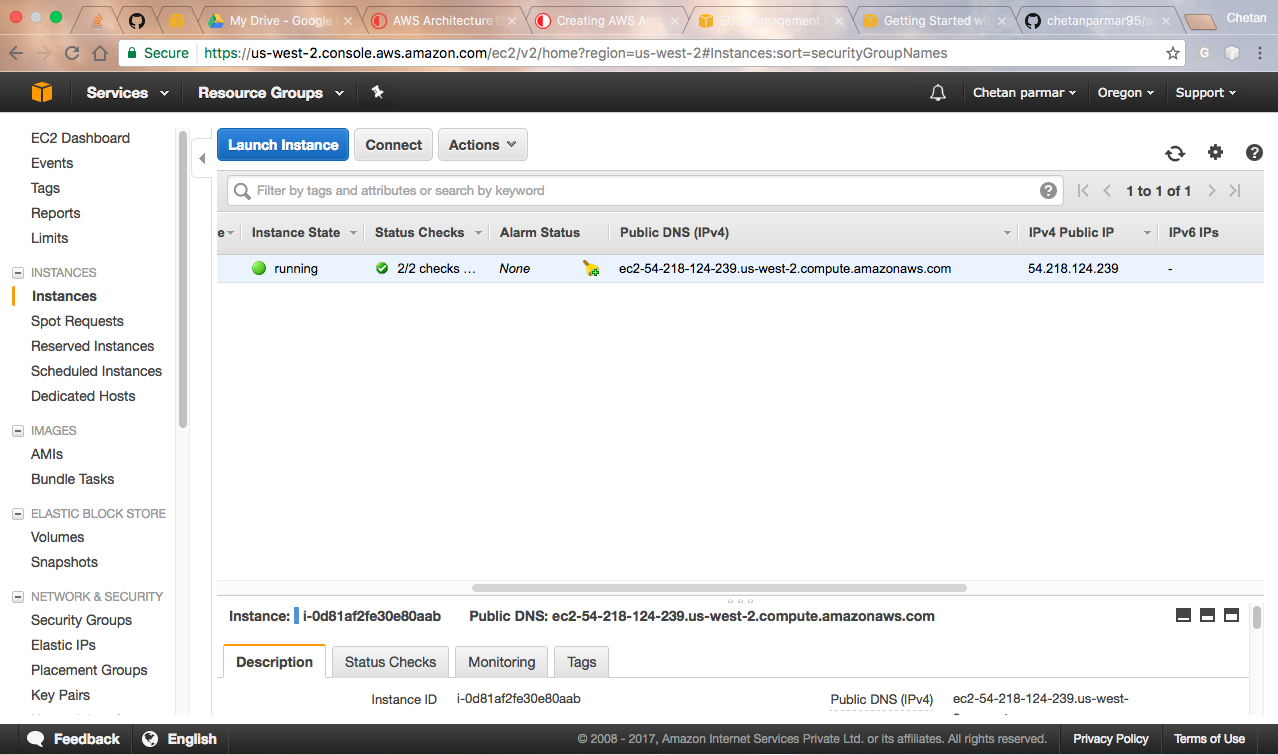 Chetan
My Drive - Google
AWS Architecture D
Creating AWS Arch
EC2 Management
Getting Started wit
chetanparmar95/a
Secure https://us-west-2.console.aws.amazon.com/ec2/v2/home?region=us-west-2#Instances:sort=securityGroupNames
G
Services Resource Groups Chetan parmar Oregon Support
EC2 Dashboard
Events
Tags
Reports
Limits
INSTANCES
Instances
Spot Requests
Reserved Instances
Scheduled Instances
Dedicated Hosts
IMAGES
AMIs
Bundle Tasks
ELASTIC BLOCK STORE
Volumes
Snapshots
NETWORK & SECURITY
Security Groups
Elastic IPs
Placement Groups
Key Pairs
Launch Instance Connect Actions
Filter by tags and attributes or search by keyword
1 to 1 of 1
e Instance State Status Checks Alarm Status Public DNS (IPv4) IPv4 Public IP IPv6 IPs
running 2/2 checks ... None ec2-54-218-124-239.us-west-2.compute.amazonaws.com 54.218.124.239 -
Instance: i-0d81af2fe30e80aab Public DNS: ec2-54-218-124-239.us-west-2.compute.amazonaws.com
Description Status Checks Monitoring Tags
Instance ID i-0d81af2fe30e80aab Public DNS (IPv4) ec2-54-218-124-239.us-west-
Feedback English © 2008 - 2017, Amazon Internet Services Private Ltd. or its affiliates. All rights reserved. Privacy Policy Terms of Use